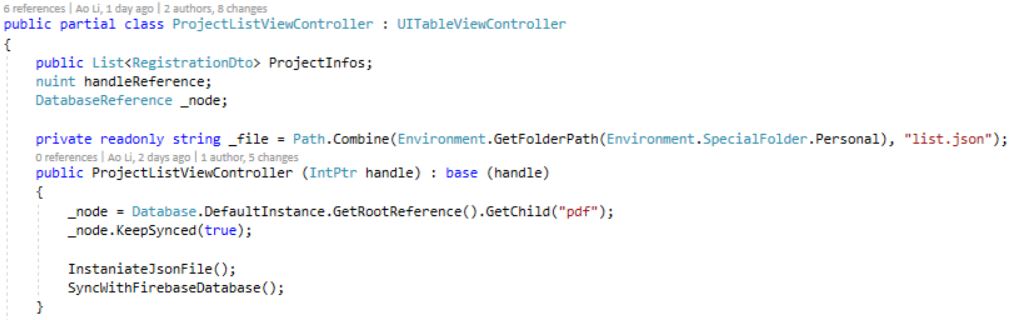 6 references | Ao Li, 1 day ago | 2 authors, 8 changes
public partial class ProjectListViewController : UITableViewController
{
    public List<RegistrationDto> ProjectInfos;
    nuint handleReference;
    DatabaseReference _node;

    private readonly string _file = Path.Combine(Environment.GetFolderPath(Environment.SpecialFolder.Personal), "list.json");
    0 references | Ao Li, 2 days ago | 1 author, 5 changes
    public ProjectListViewController (IntPtr handle) : base (handle)
    {
        _node = Database.DefaultInstance.GetRootReference().GetChild("pdf");
        _node.KeepSynced(true);

        InstaniateJsonFile();
        SyncWithFirebaseDatabase();
    }